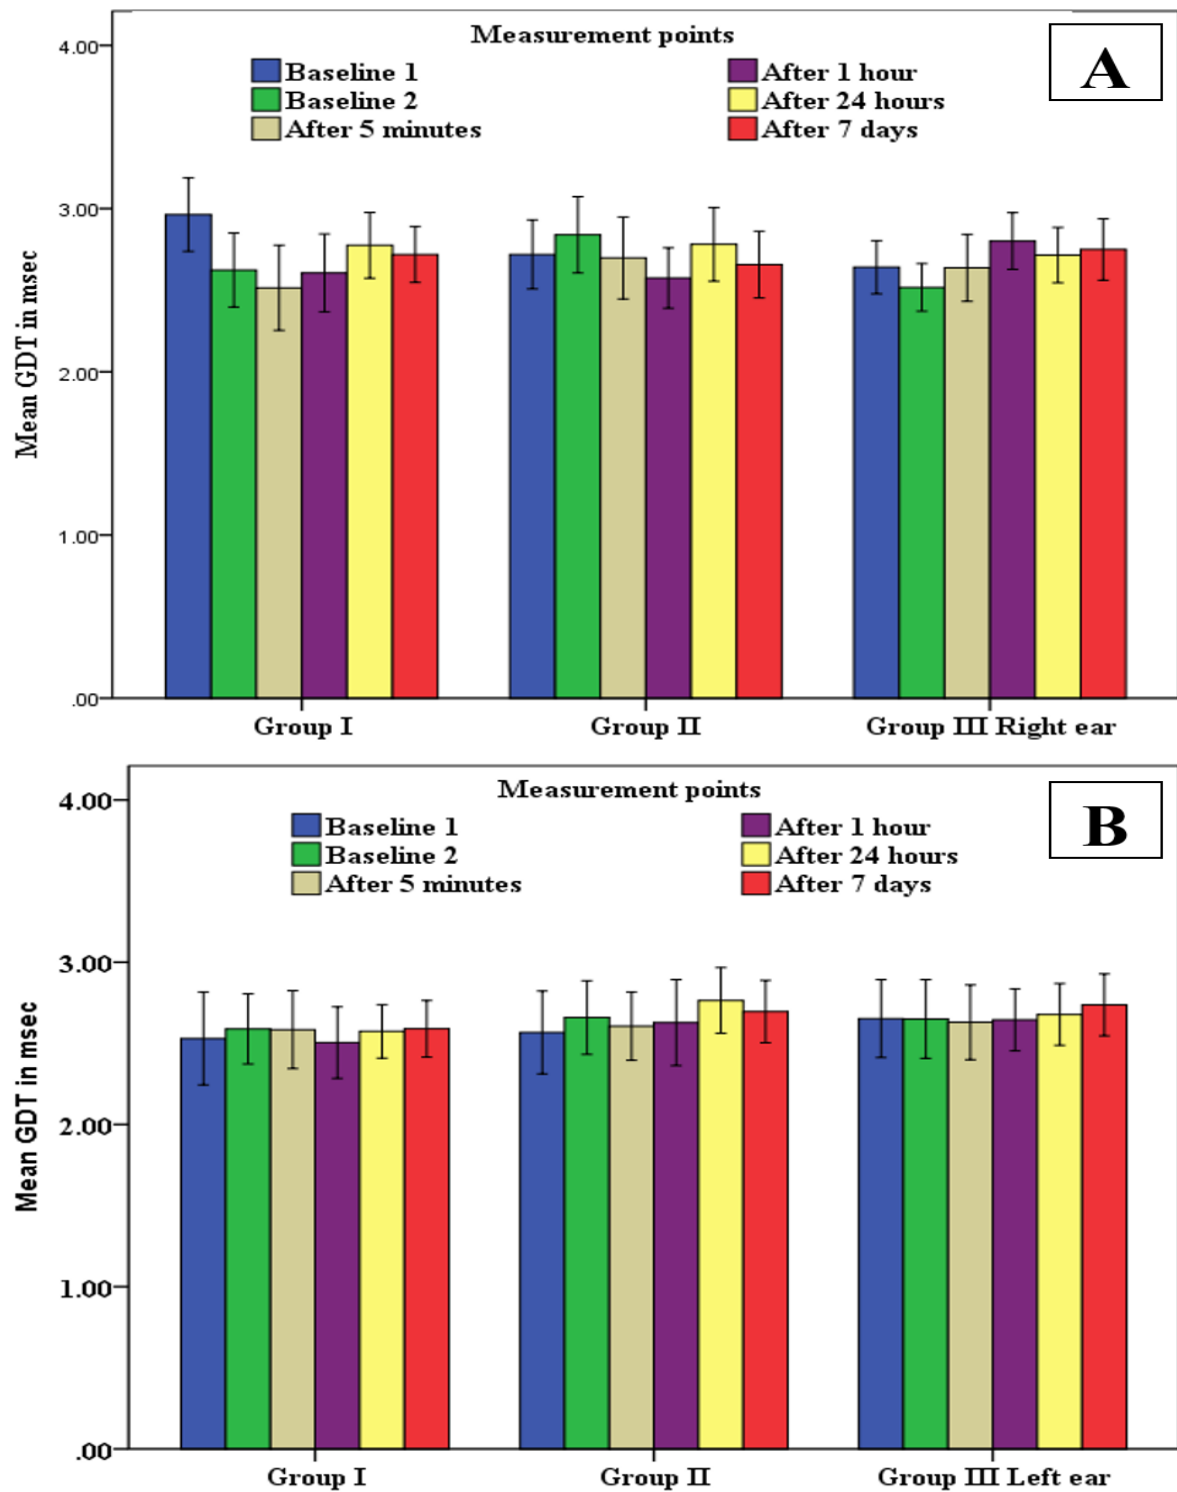 Measurement points
A
Baseline 1
After 1 hour
Baseline 2
After 24 hours
After 5 minutes
After 7 days
Mean GDT in msec
4.00
3.00
2.00
1.00
.00
Group I
Group II
Group III Right ear
Measurement points
B
Baseline 1
After 1 hour
Baseline 2
After 24 hours
After 5 minutes
After 7 days
Mean GDT in msec
4.00
3.00
2.00
1.00
.00
Group I
Group II
Group III Left ear